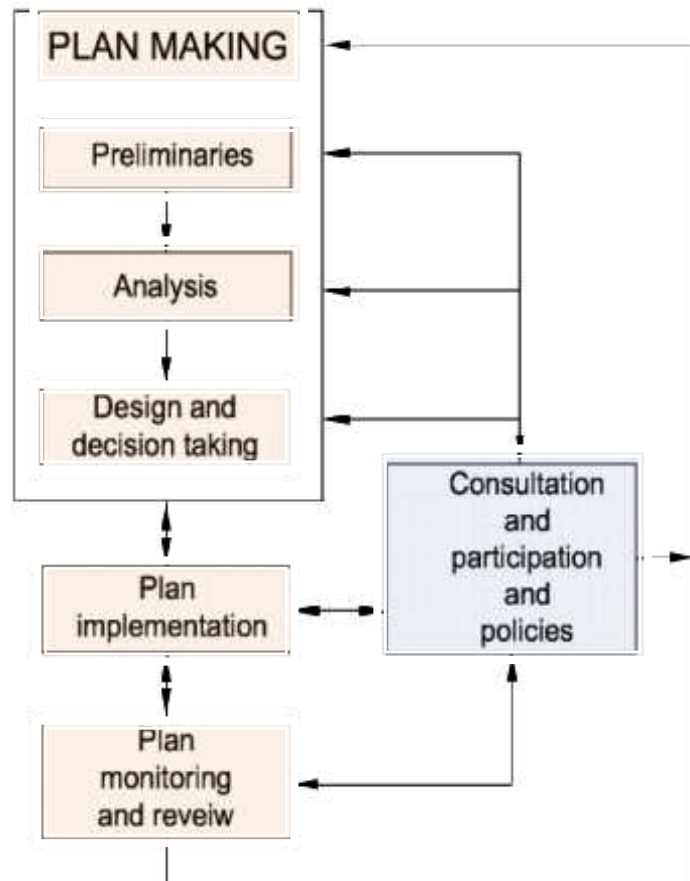 PLAN MAKING
Preliminaries
Analysis
Design and
decision taking
Consultation
and
participation
and
policies
Plan
implementation
Plan
monitoring
and reveiw